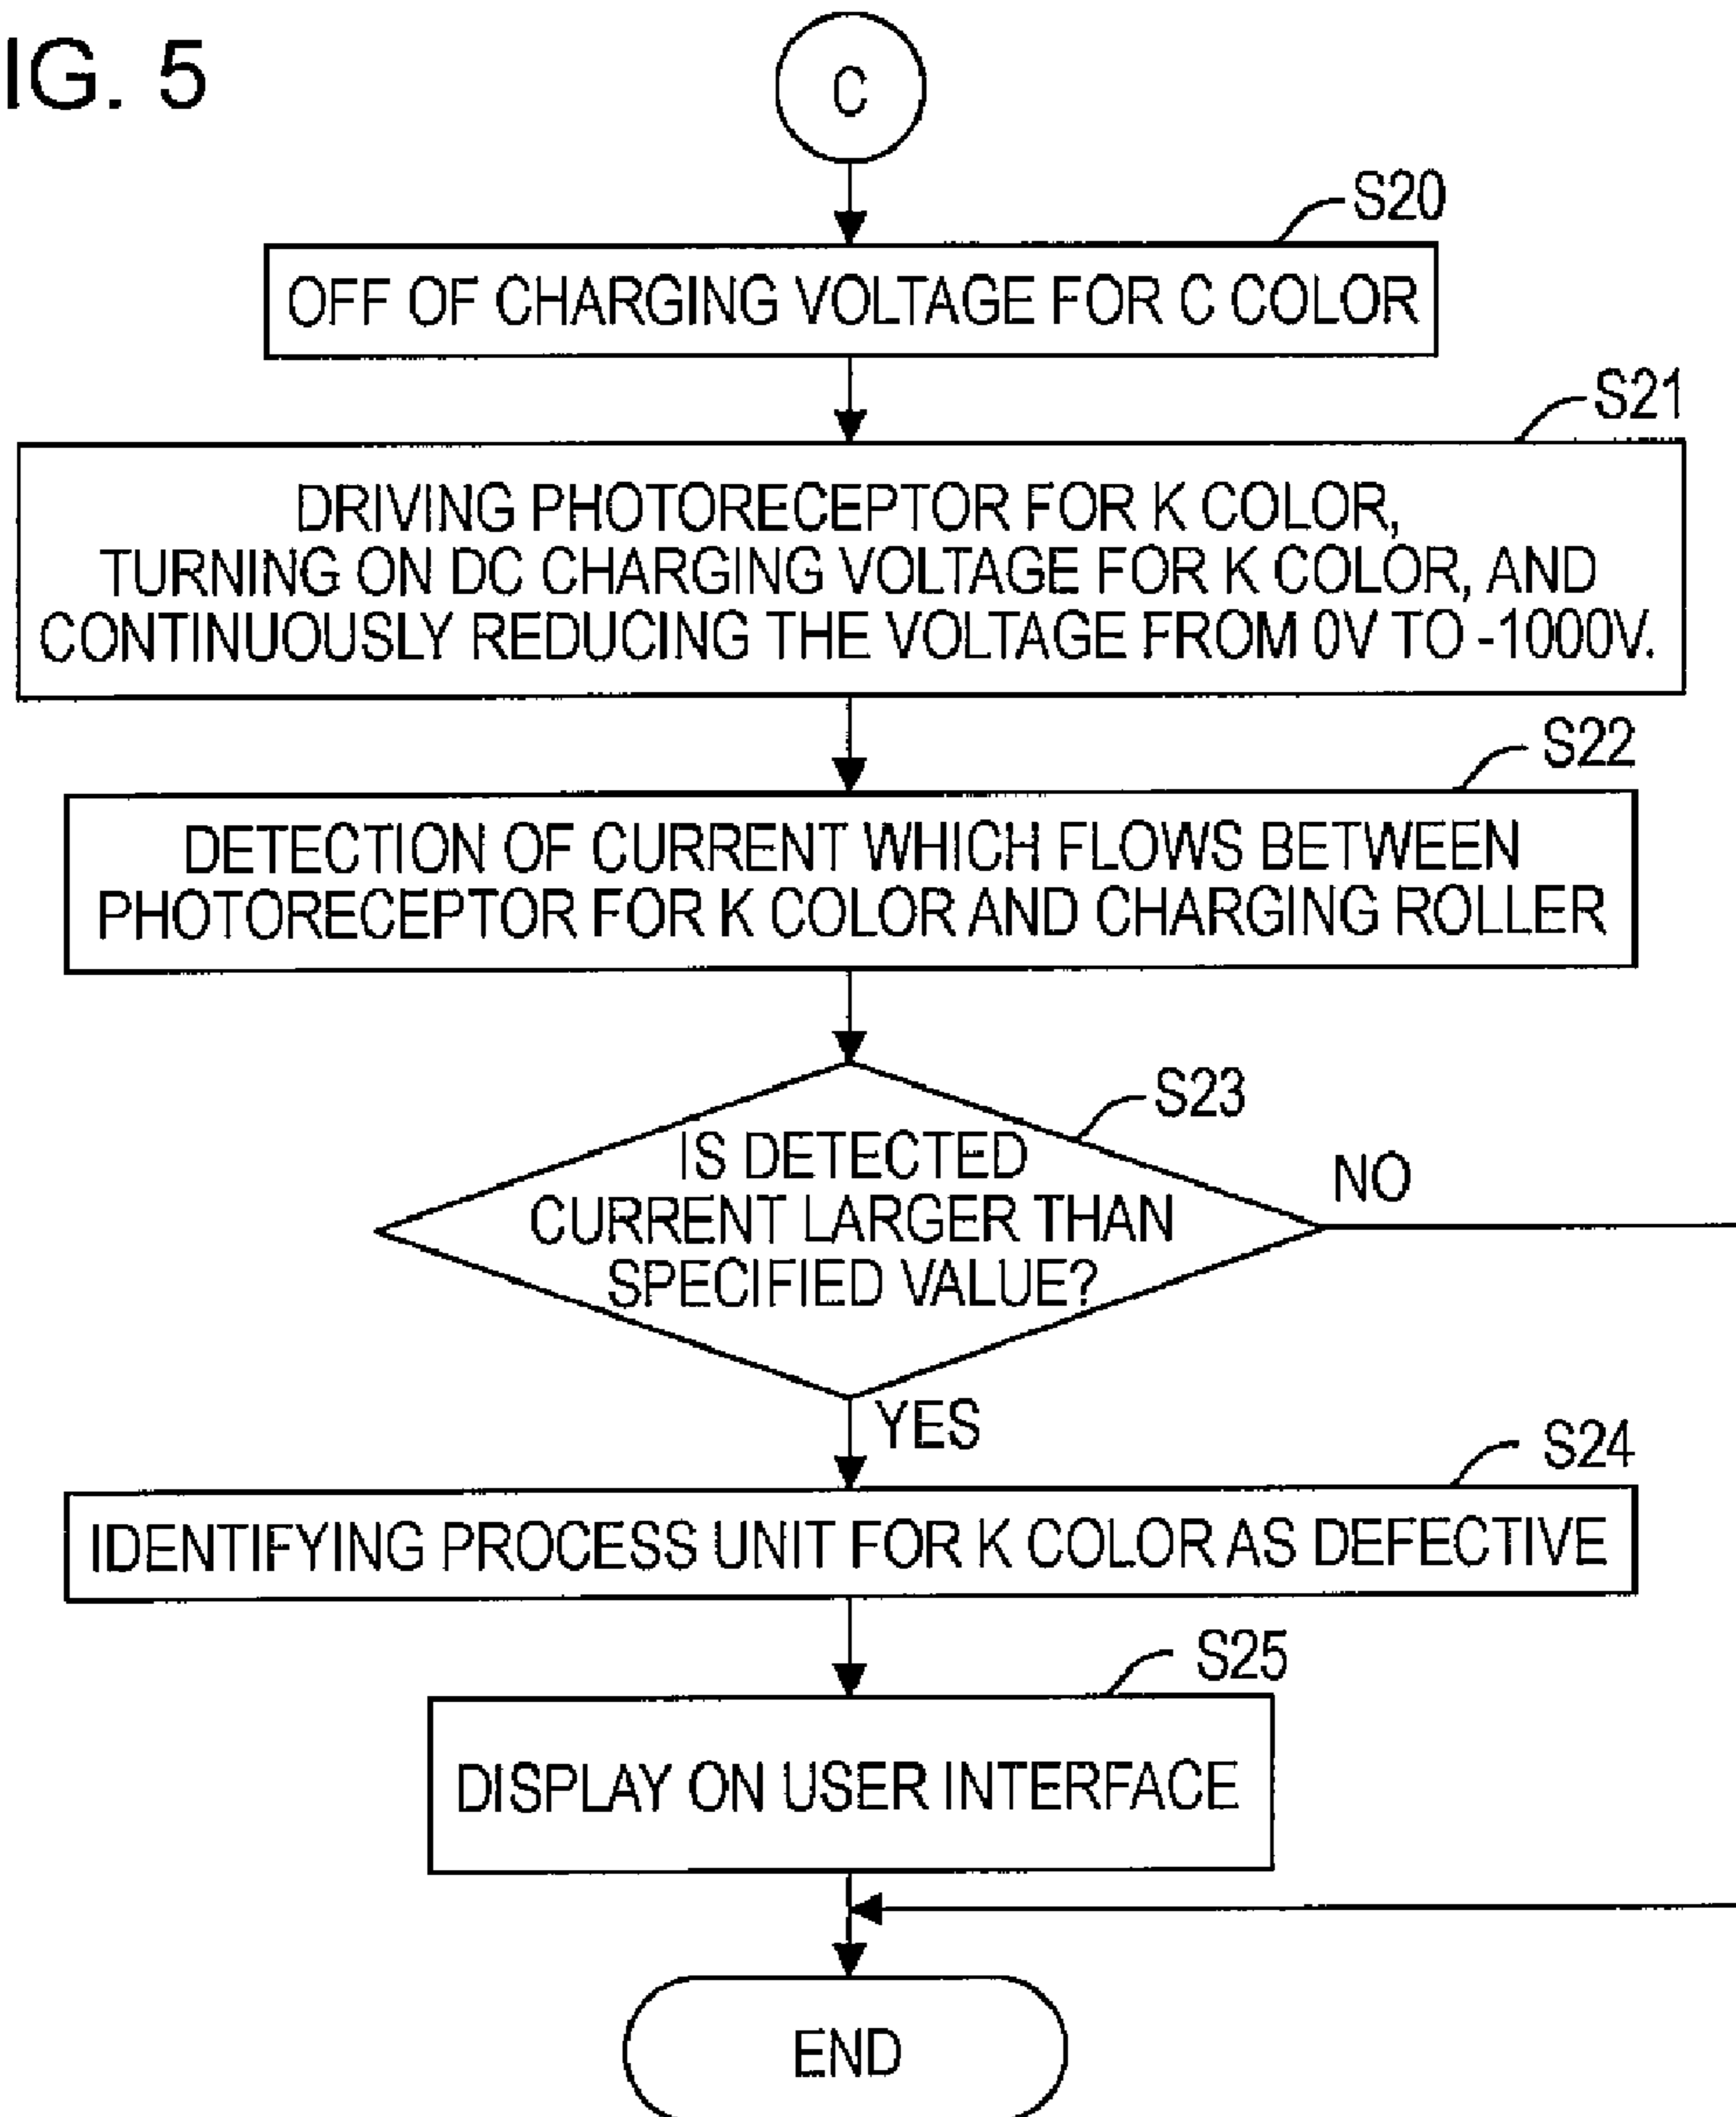 IG. 5
C
S20
OFF OF CHARGING VOLTAGE FOR C COLOR
S21
DRIVING PHOTORECEPTOR FOR K COLOR,
TURNING ON DC CHARGING VOLTAGE FOR K COLOR, AND
CONTINUOUSLY REDUCING THE VOLTAGE FROM 0V TO -1000V.
S22
DETECTION OF CURRENT WHICH FLOWS BETWEEN
PHOTORECEPTOR FOR K COLOR AND CHARGING ROLLER
S23
IS DETECTED
CURRENT LARGER THAN
SPECIFIED VALUE?
NO
YES
S24
IDENTIFYING PROCESS UNIT FOR K COLOR AS DEFECTIVE
S25
DISPLAY ON USER INTERFACE
END